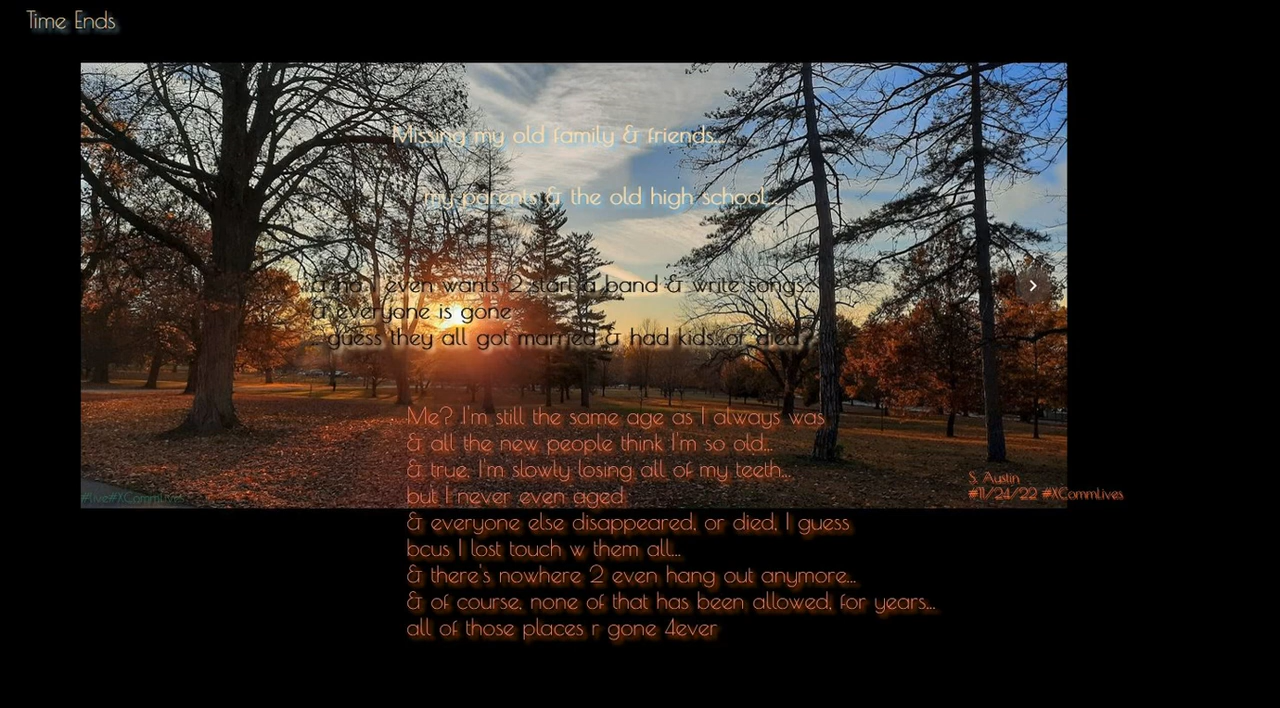 Time Ends
Missing my old family & friends...
my parents & the old high school...
& no 1 even wants 2 start a band & write songs...
& everyone is gone
...guess they all got married & had kids...or died
Me? I'm still the same age as I always was
& all the new people think I'm so old...
& true, I'm slowly losing all of my teeth...
but I never even aged
& everyone else disappeared, or died, I guess
bcus I lost touch w them all...
& there's nowhere 2 even hang out anymore...
& of course, none of that has been allowed, for years...
all of those places r gone 4ever
S. Austin
#11/24/22 #XCommLives
#live#XCommLives